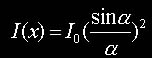 I(x) = I₀(sinα/α)²